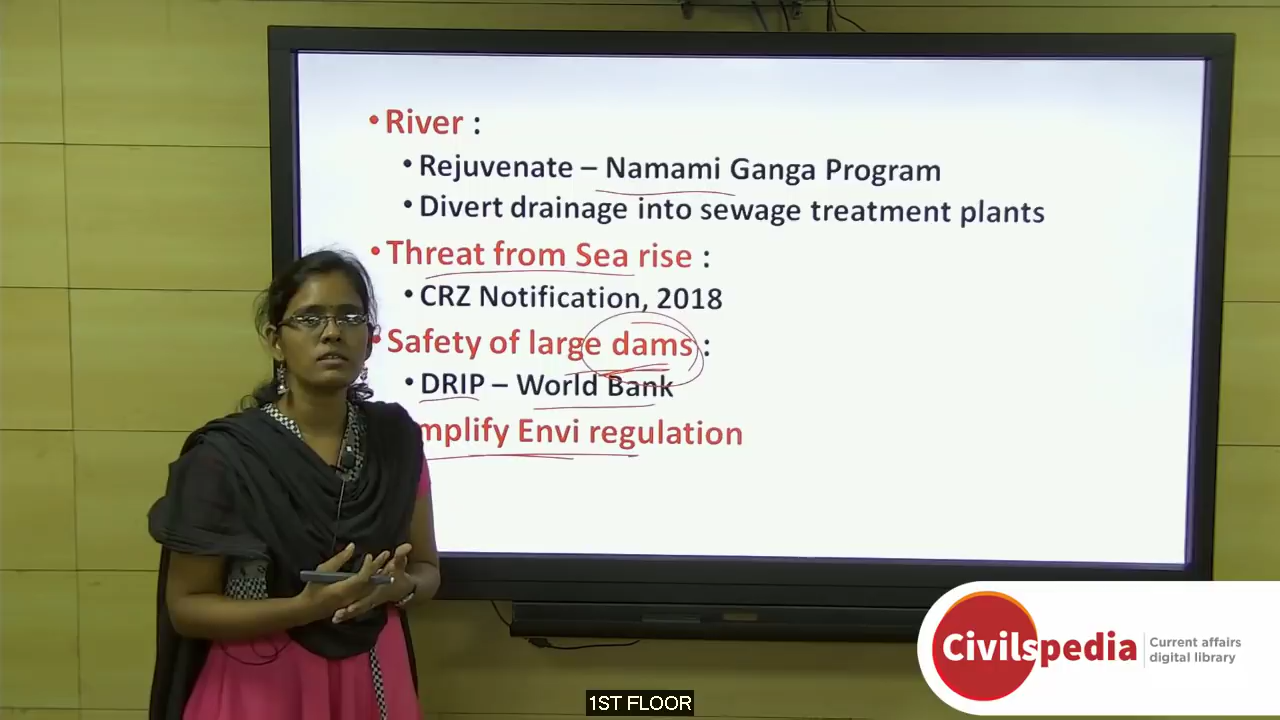 • River :
• Rejuvenate – Namami Ganga Program
• Divert drainage into sewage treatment plants
• Threat from Sea rise :
• CRZ Notification, 2018
• Safety of large dams :
• DRIP – World Bank
mplify Envi regulation
Civilspedia
Current affairs
digital library
1ST FLOOR